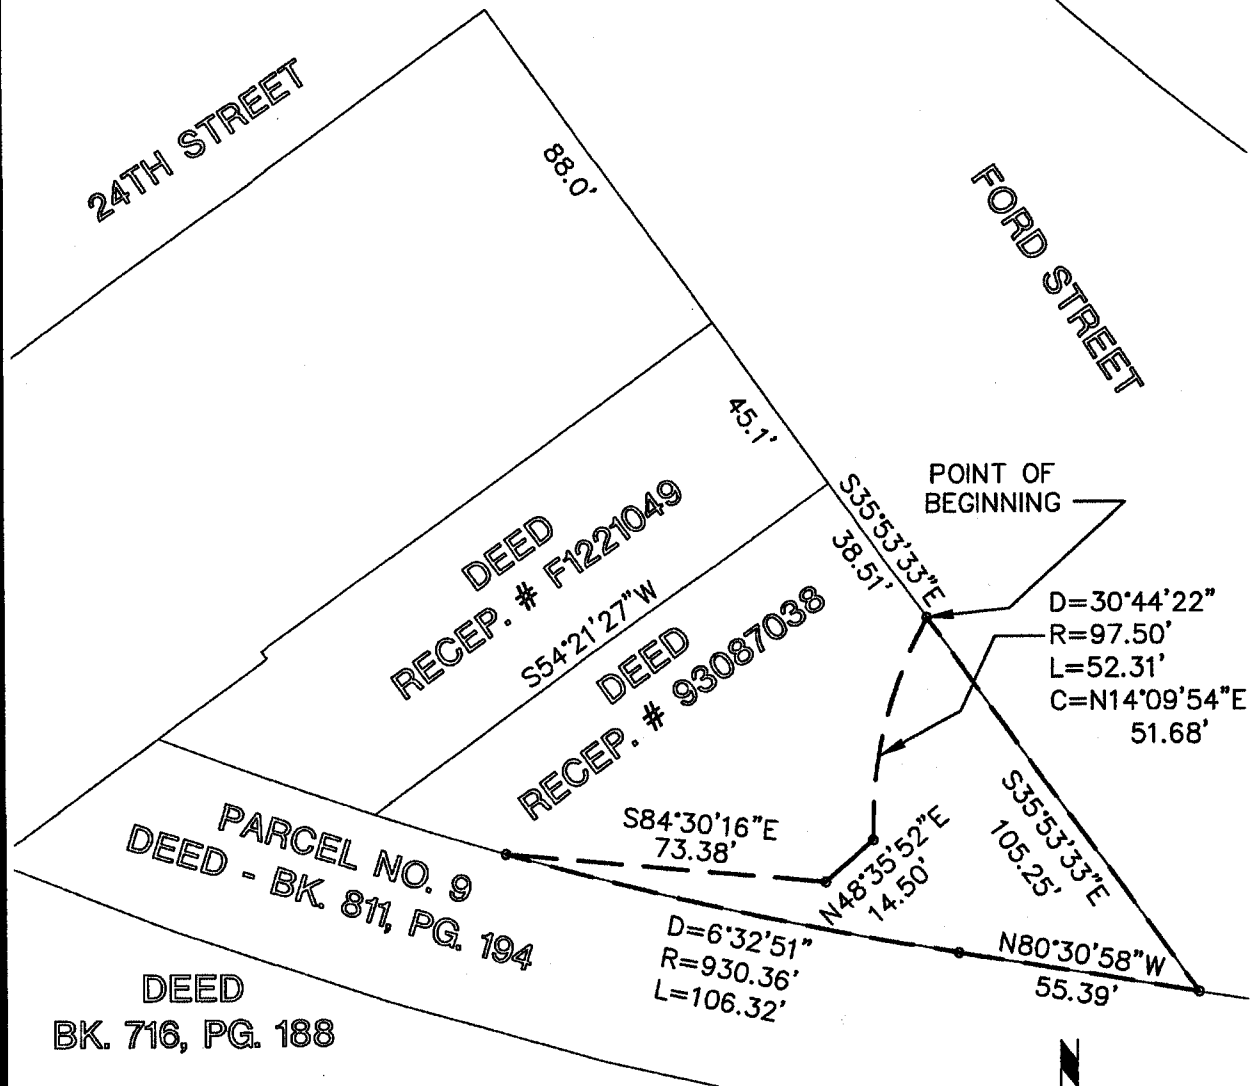 24TH STREET
88.0'
FORD STREET
45.1'
POINT OF
BEGINNING
S35°53'33"E
38.51'
DEED
RECEP. # F1221049
S54°21'27"W
DEED
RECEP. # 93087038
D=30°44'22"
R=97.50'
L=52.31'
C=N14°09'54"E
51.68'
S35°53'33"E
105.25'
S84°30'16"E
73.38'
N48°35'52"E
14.50'
PARCEL NO. 9
DEED - BK. 811, PG. 194
D=6°32'51"
R=930.36'
L=106.32'
N80°30'58"W
55.39'
DEED
BK. 716, PG. 188
N